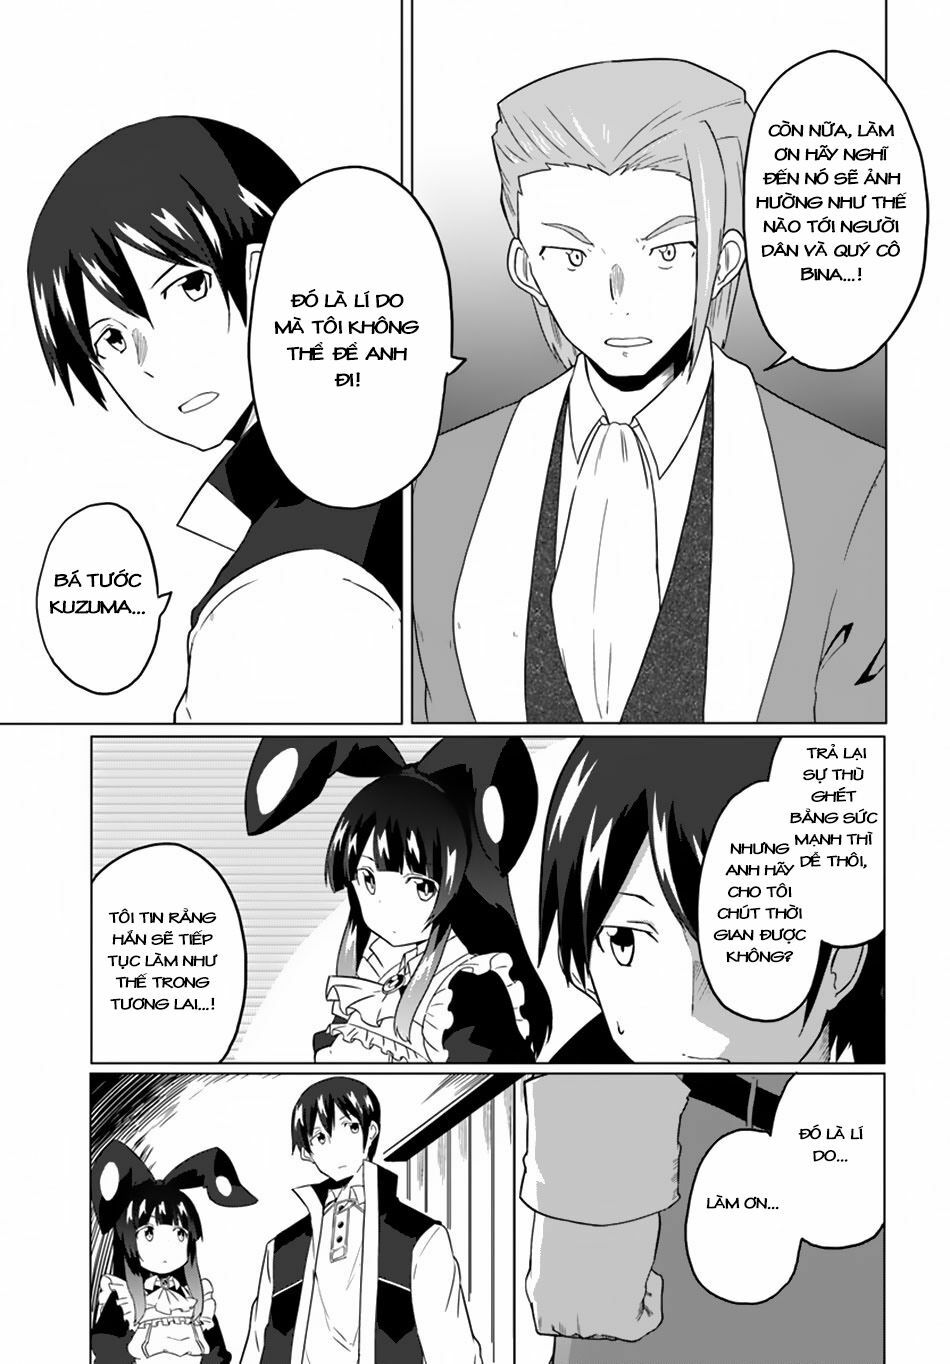 CÒN NỮA, LÀM
ƠN HÃY NGHĨ
ĐẾN NÓ SẼ ẢNH
HƯỞNG NHƯ THẾ
NÀO TỚI NGƯỜI
DÂN VÀ QUÝ CÔ
BINA...!
ĐÓ LÀ LÍ DO
MÀ TÔI KHÔNG
THỂ ĐỂ ANH
ĐI!
BÁ TƯỚC
KUZUMA...
TRẢ LẠI
SỰ THÙ
GHÉT
BẰNG SỨC
MẠNH THÌ
DỄ THÔI,
NHƯNG
ANH HÃY
CHO TÔI
CHÚT THỜI
GIAN ĐƯỢC
KHÔNG?
TÔI TIN RẰNG
HẮN SẼ TIẾP
TỤC LÀM NHƯ
THẾ TRONG
TƯƠNG LAI...!
ĐÓ LÀ LÍ
DO...
LÀM ƠN...